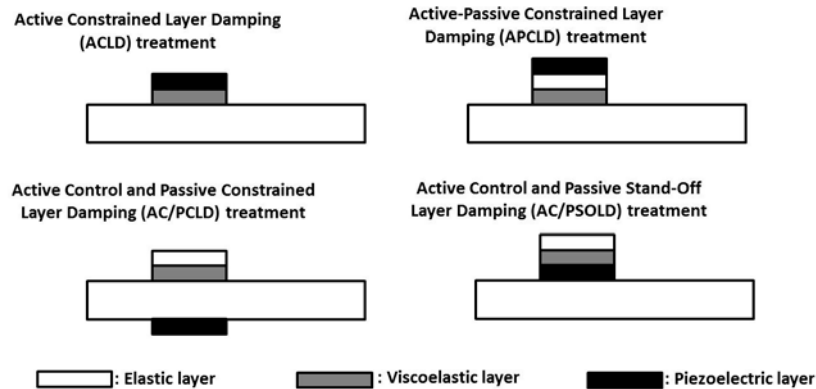 Active Constrained Layer Damping
(ACLD) treatment
Active-Passive Constrained Layer
Damping (APCLD) treatment
Active Control and Passive Constrained
Layer Damping (AC/PCLD) treatment
Active Control and Passive Stand-Off
Layer Damping (AC/PSOLD) treatment
: Elastic layer : Viscoelastic layer : Piezoelectric layer